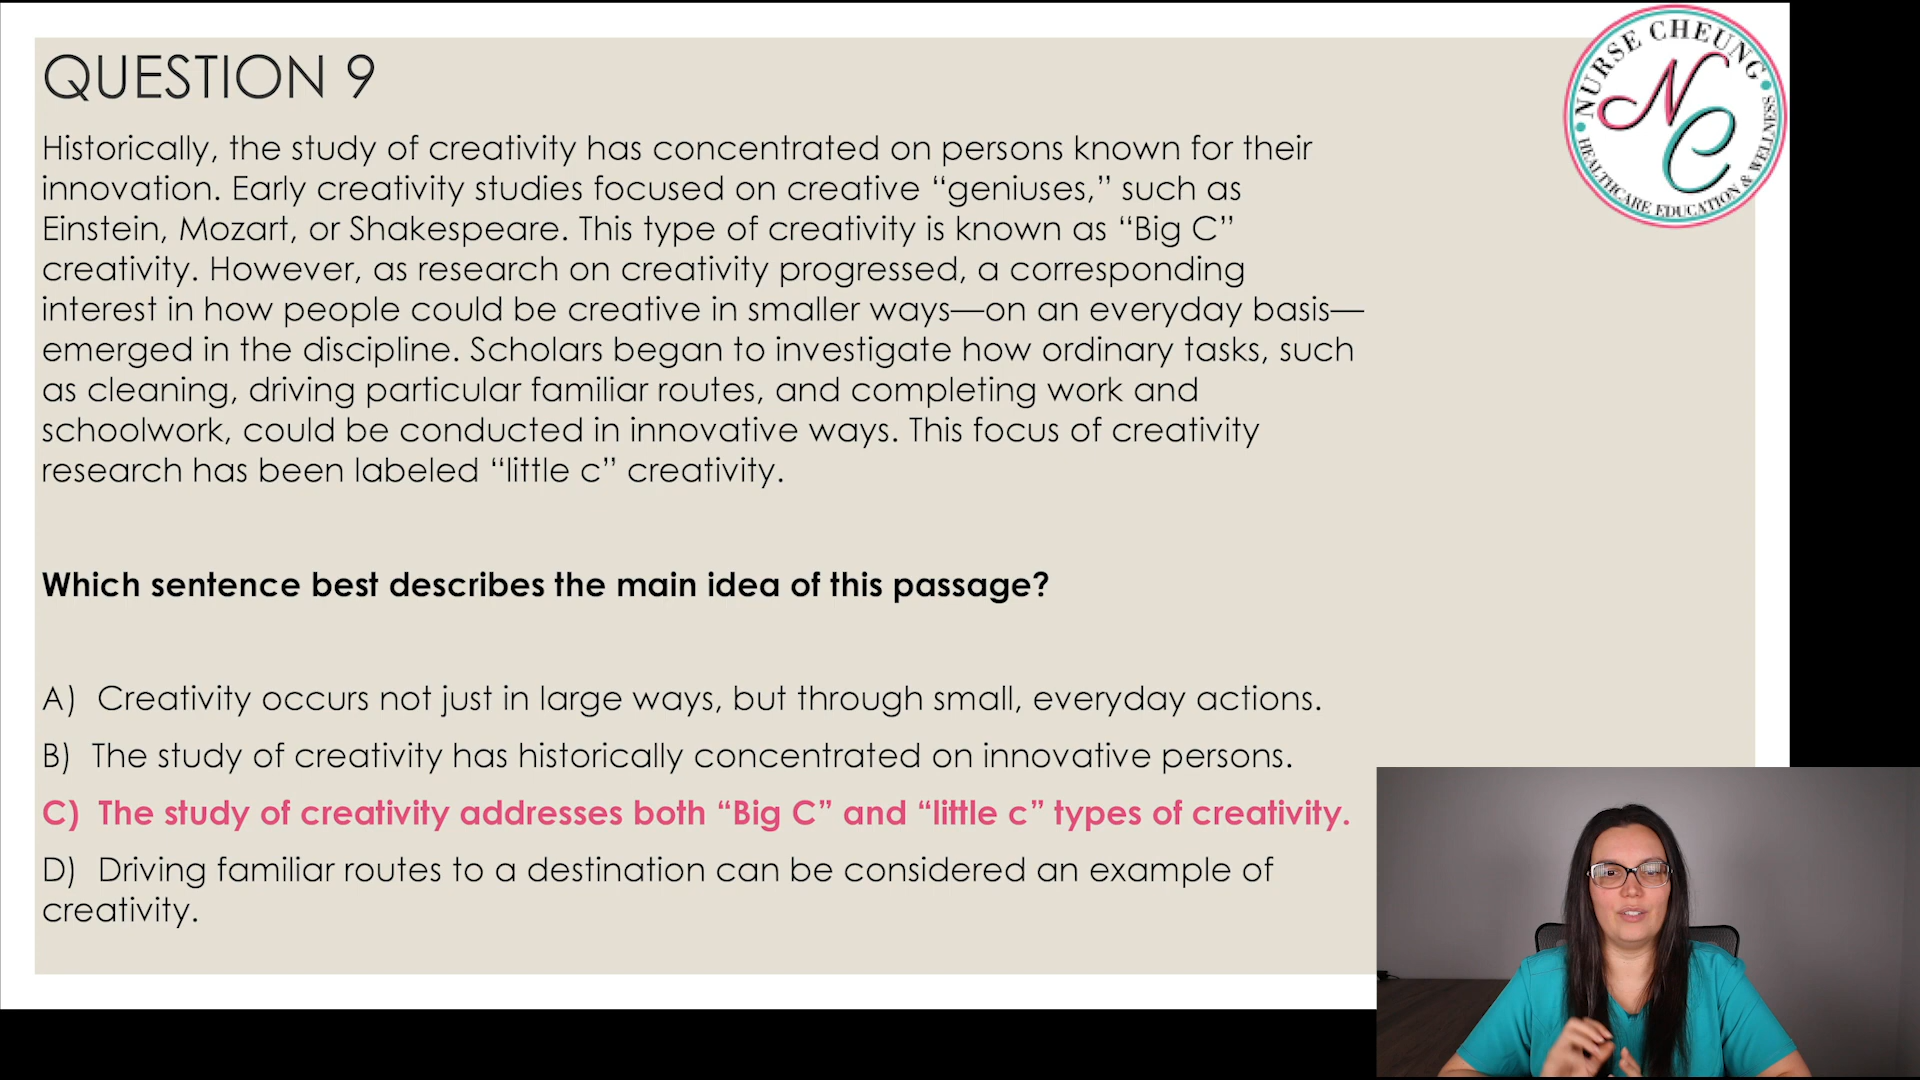 QUESTION 9
Historically, the study of creativity has concentrated on persons known for their
innovation. Early creativity studies focused on creative “geniuses,” such as
Einstein, Mozart, or Shakespeare. This type of creativity is known as “Big C”
creativity. However, as research on creativity progressed, a corresponding
interest in how people could be creative in smaller ways—on an everyday basis—
emerged in the discipline. Scholars began to investigate how ordinary tasks, such
as cleaning, driving particular familiar routes, and completing work and
schoolwork, could be conducted in innovative ways. This focus of creativity
research has been labeled “little c” creativity.
Which sentence best describes the main idea of this passage?
A) Creativity occurs not just in large ways, but through small, everyday actions.
B) The study of creativity has historically concentrated on innovative persons.
C) The study of creativity addresses both “Big C” and “little c” types of creativity.
D) Driving familiar routes to a destination can be considered an example of
creativity.
NURSE CHEUNG
NC
HEALTHCARE EDUCATION & WELLNESS